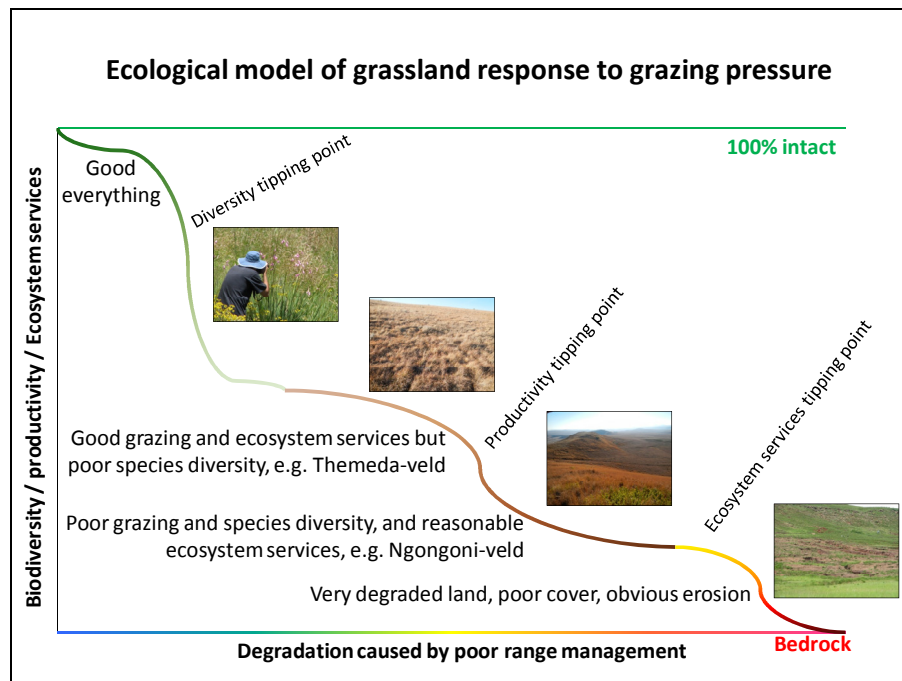 Ecological model of grassland response to grazing pressure
100% intact
Good
everything
Diversity tipping point
Productivity tipping point
Ecosystem services tipping point
Good grazing and ecosystem services but
poor species diversity, e.g. Themeda-veld
Poor grazing and species diversity, and reasonable
ecosystem services, e.g. Ngongoni-veld
Very degraded land, poor cover, obvious erosion
Bedrock
Biodiversity / productivity / Ecosystem services
Degradation caused by poor range management